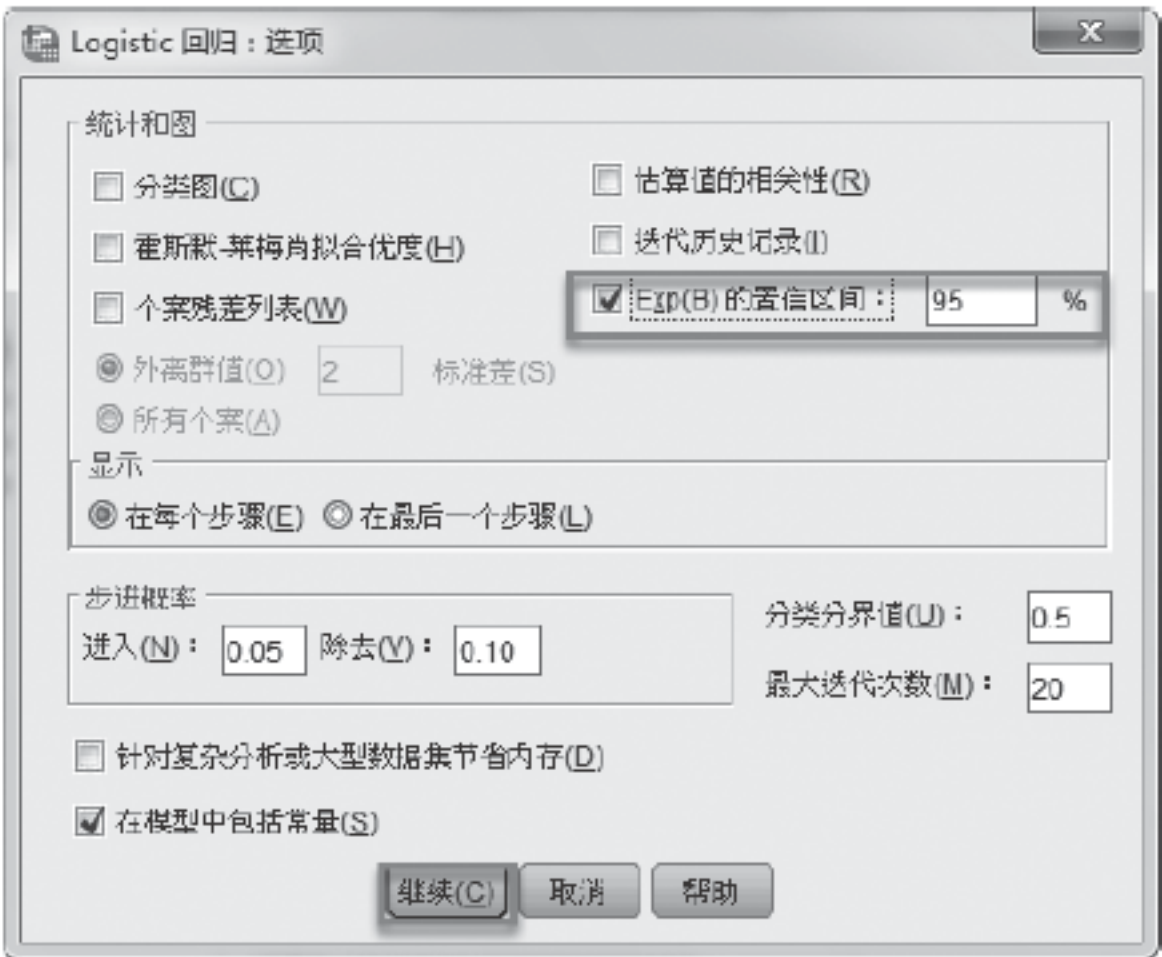 Logistic 回归：选项
统计和图
分类图(C)
估算值的相关性(R)
霍斯默-莱梅肖拟合优度(H)
迭代历史记录(I)
个案残差列表(W)
Exp(B) 的置信区间： 95 %
外离群值(O) 2 标准差(S)
所有个案(A)
显示
在每个步骤(E) 在最后一个步骤(L)
步进概率
进入(N)： 0.05 除去(V)： 0.10
分类分界值(U)： 0.5
最大迭代次数(M)： 20
针对复杂分析或大型数据集节省内存(D)
在模型中包括常量(S)
继续(C) 取消 帮助